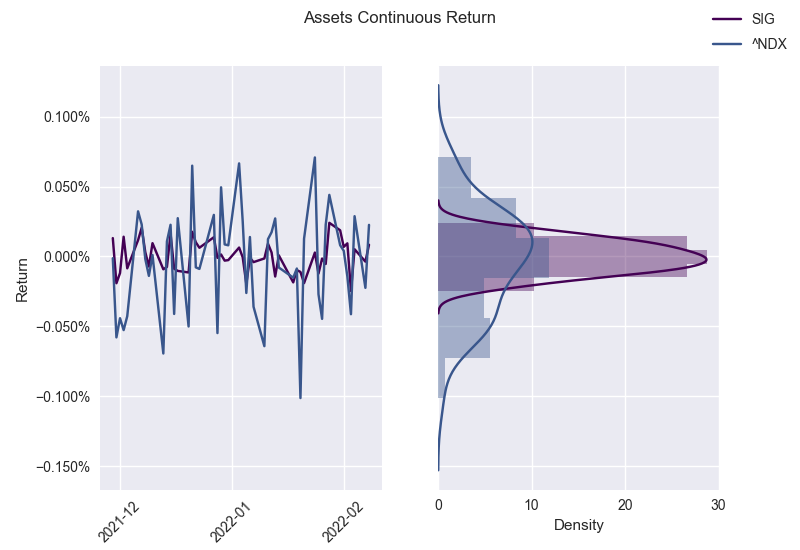 Assets Continuous Return
SIG
^NDX
0.100%
0.050%
0.000%
−0.050%
−0.100%
−0.150%
Return
2021-12
2022-01
2022-02
0
10
20
30
Density